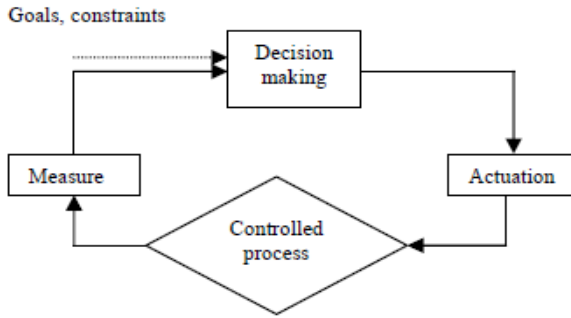 Goals, constraints
Decision
making
Measure
Actuation
Controlled
process